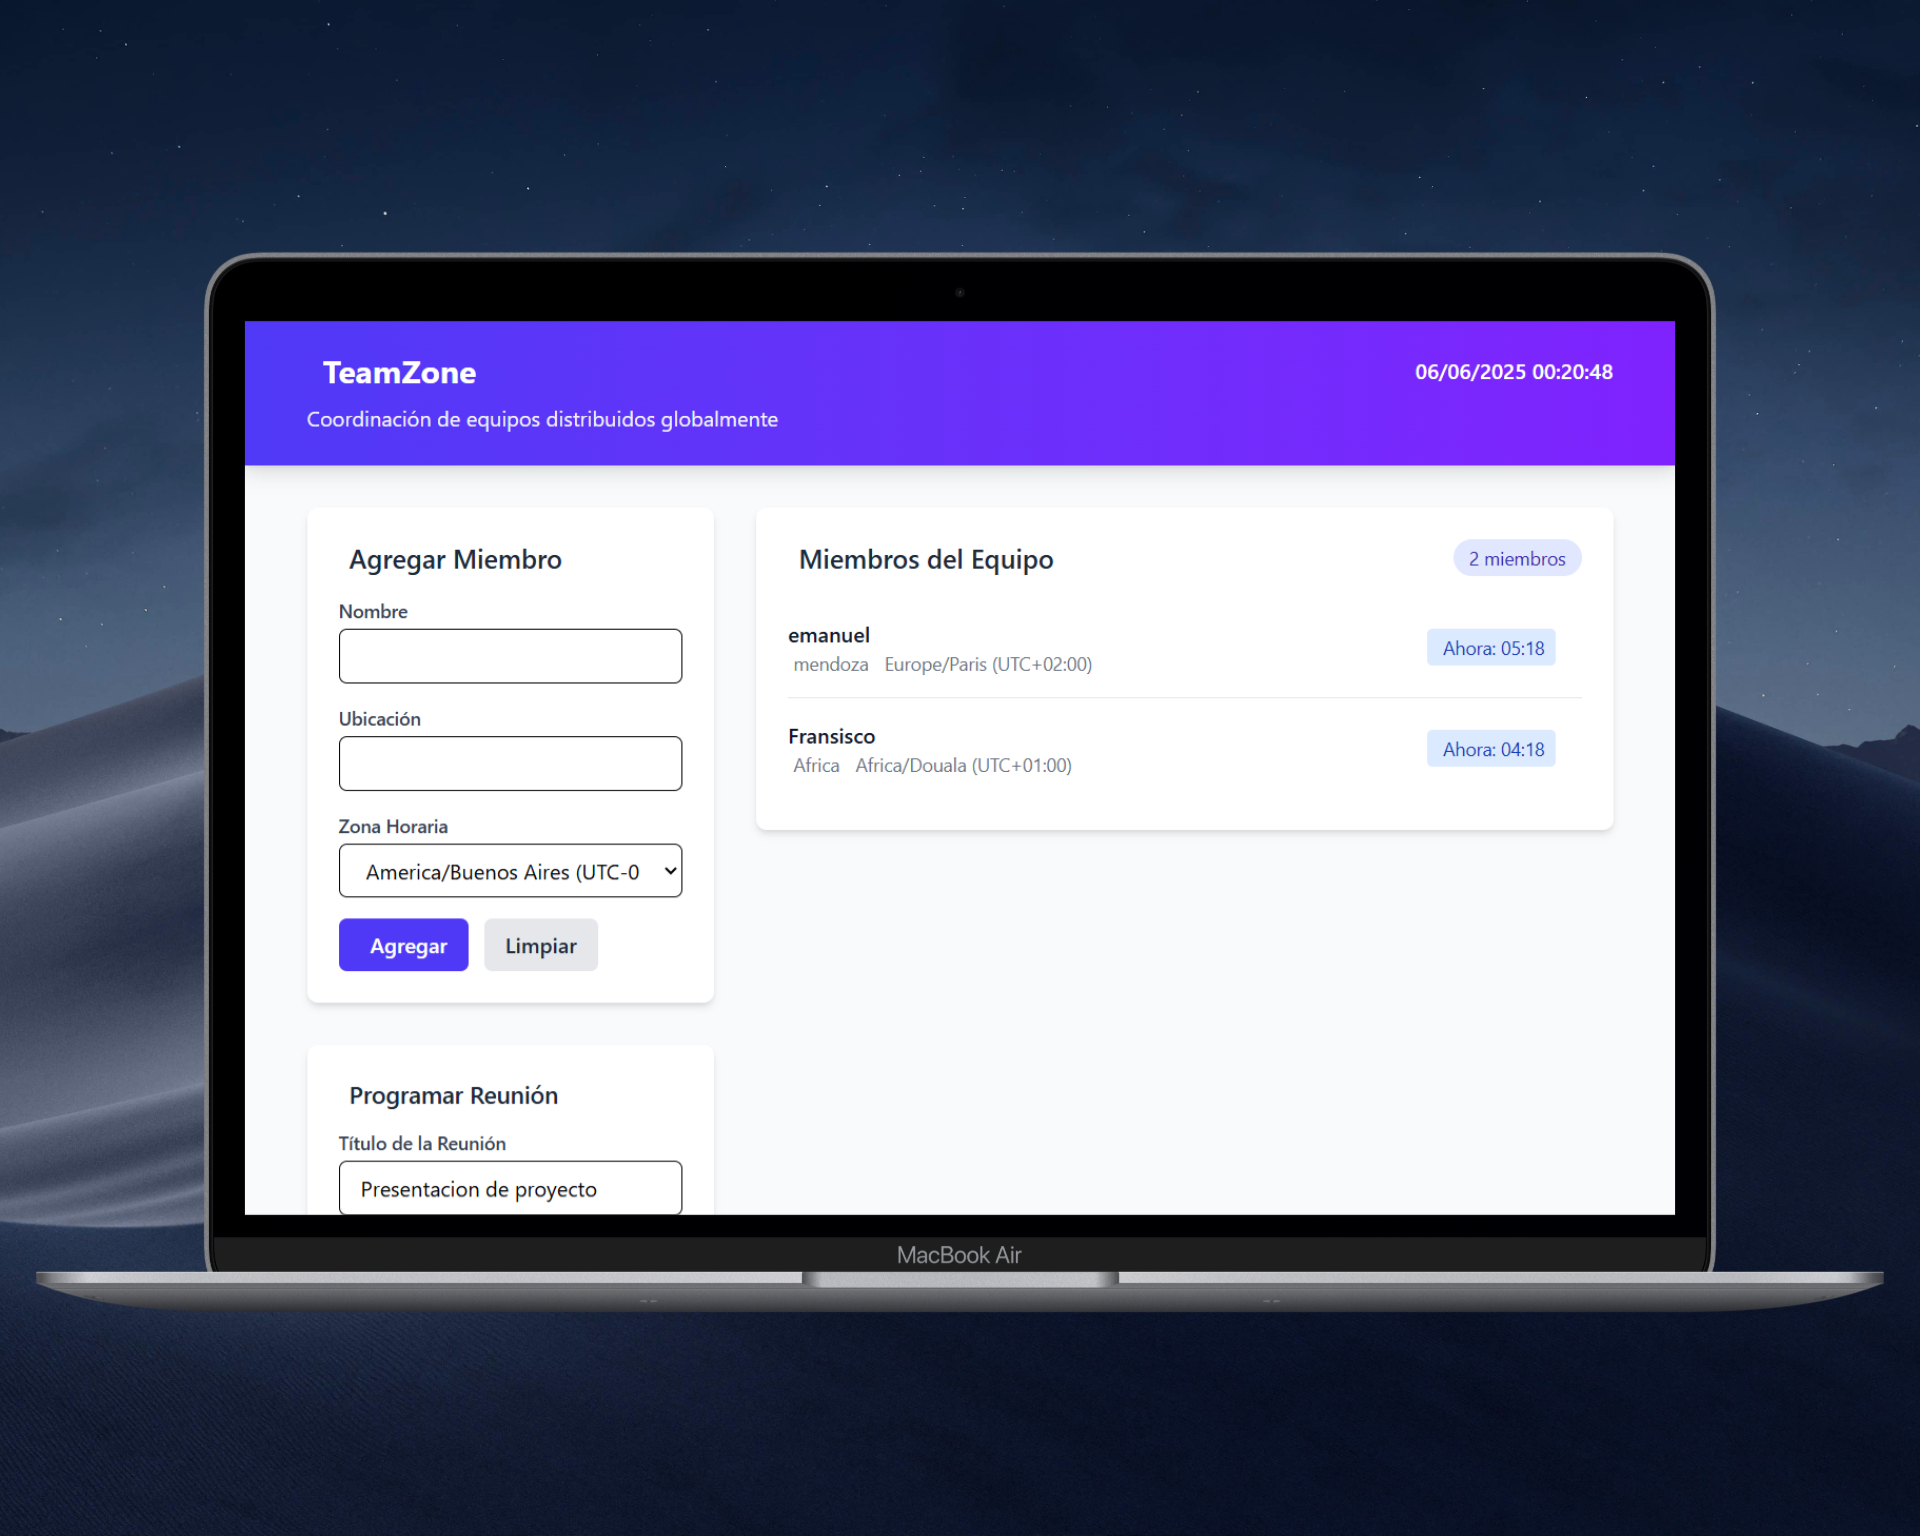 TeamZone
06/06/2025 00:20:48
Coordinación de equipos distribuidos globalmente
Agregar Miembro
Nombre
Ubicación
Zona Horaria
America/Buenos Aires (UTC-0
Agregar
Limpiar
Programar Reunión
Título de la Reunión
Presentacion de proyecto
Miembros del Equipo
2 miembros
emanuel
mendoza Europe/Paris (UTC+02:00)
Ahora: 05:18
Fransisco
Africa Africa/Douala (UTC+01:00)
Ahora: 04:18
MacBook Air